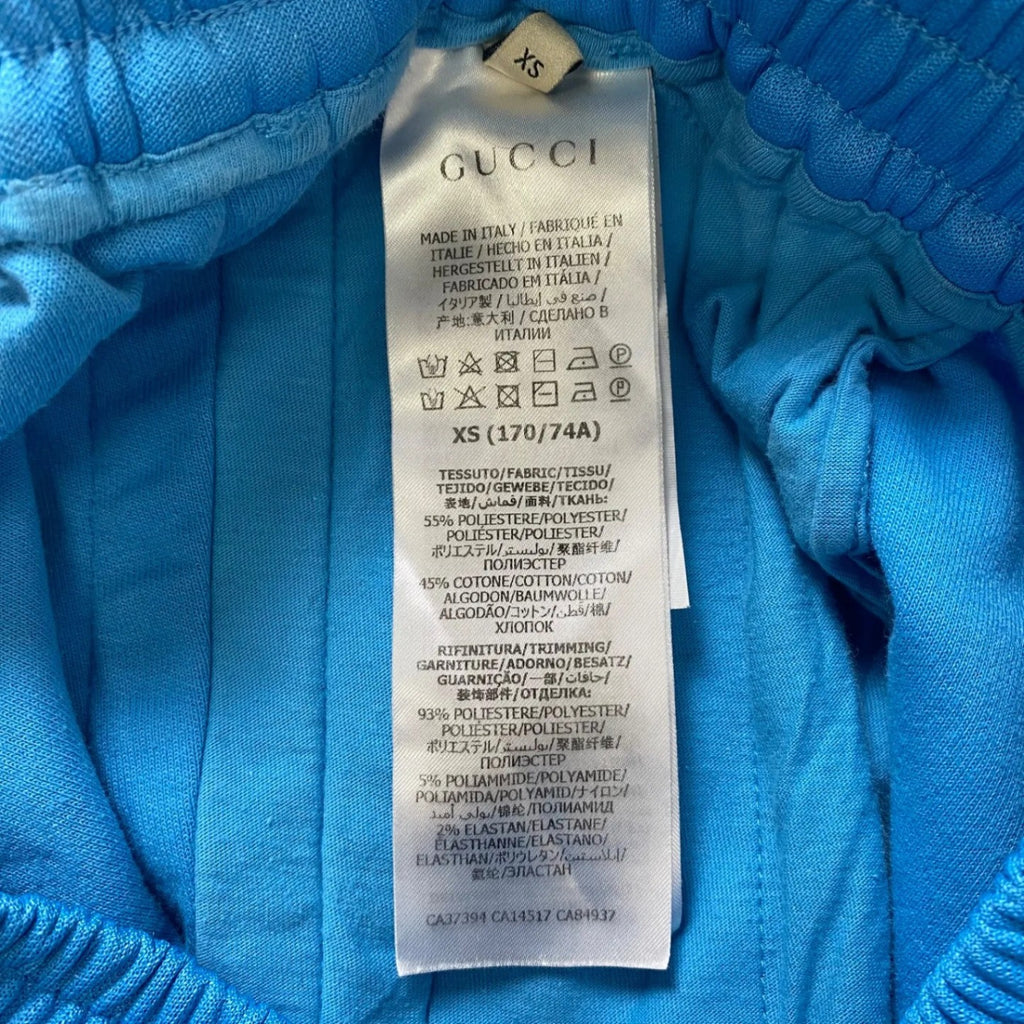 XS
GUCCI
MADE IN ITALY / FABRIQUÉ EN
ITALIE / HECHO EN ITALIA /
HERGESTELLT IN ITALIEN /
FABRICADO EM ITÁLIA /
イタリア製 / صنع في إيطاليا /
产地:意大利 / СДЕЛАНО В
ИТАЛИИ
P
P
XS (170/74A)
TESSUTO/FABRIC/TISSU/
TEJIDO/GEWEBE/TECIDO/
表地/قماش/面料/ТКАНЬ:
55% POLIESTERE/POLYESTER/
POLIÉSTER/POLIESTER/
ポリエステル/بوليستر/聚酯纤维/
ПОЛИЭСТЕР
45% COTONE/COTTON/COTON/
ALGODON/BAUMWOLLE/
ALGODÃO/コットン/قطن/棉/
ХЛОПОК
RIFINITURA/TRIMMING/
GARNITURE/ADORNO/BESATZ/
GUARNIÇÃO/一部/حافات/
装饰部件/ОТДЕЛКА:
93% POLIESTERE/POLYESTER/
POLIÉSTER/POLIESTER/
ポリエステル/بوليستر/聚酯纤维/
ПОЛИЭСТЕР
5% POLIAMMIDE/POLYAMIDE/
POLIAMIDA/POLYAMID/ナイロン/
بولي أميد/锦纶/ПОЛИАМИД
2% ELASTAN/ELASTANE/
ÉLASTHANNE/ELASTANO/
ELASTHAN/ポリウレタン/إيلاستين/
氨纶/ЭЛАСТАН
CA37394 CA14517 CA84937